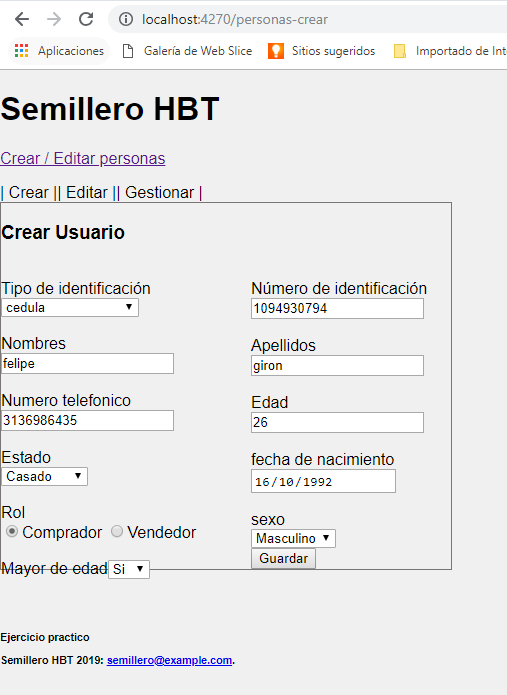 localhost:4270/personas-crear
Aplicaciones Galería de Web Slice Sitios sugeridos Importado de Int
Semillero HBT
Crear / Editar personas
| Crear || Editar || Gestionar |
Crear Usuario
Tipo de identificación Número de identificación
cedula 1094930794
Nombres Apellidos
felipe giron
Numero telefonico Edad
3136986435 26
Estado fecha de nacimiento
Casado 16/10/1992
Rol sexo
Comprador Vendedor Masculino
Mayor de edad Si Guardar
Ejercicio practico
Semillero HBT 2019: semillero@example.com.